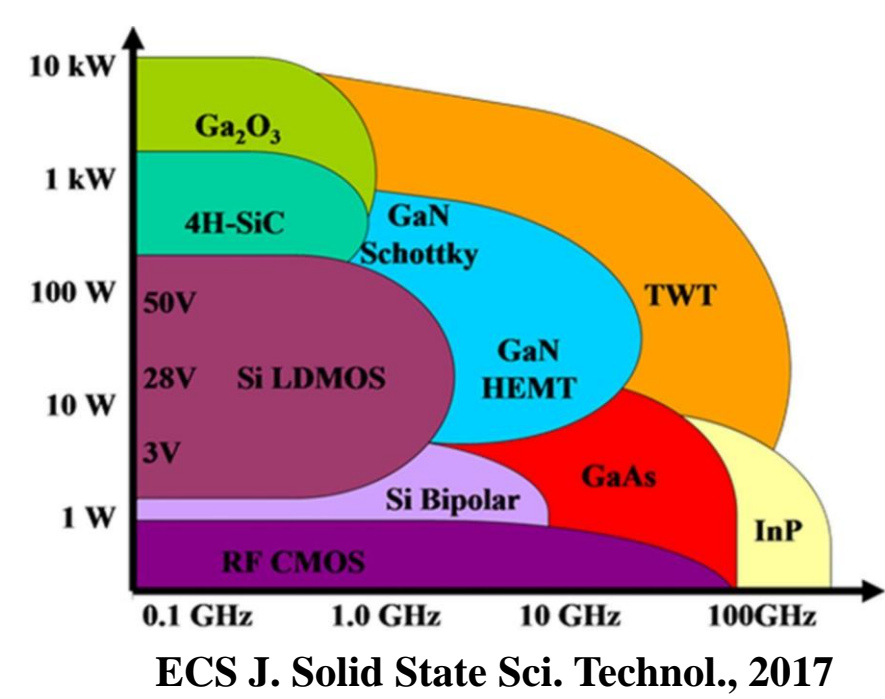 10 kW
Ga₂O₃
1 kW
4H-SiC
GaN
Schottky
100 W
50V
TWT
GaN
HEMT
28V
Si LDMOS
10 W
3V
GaAs
Si Bipolar
1 W
InP
RF CMOS
0.1 GHz
1.0 GHz
10 GHz
100GHz
ECS J. Solid State Sci. Technol., 2017